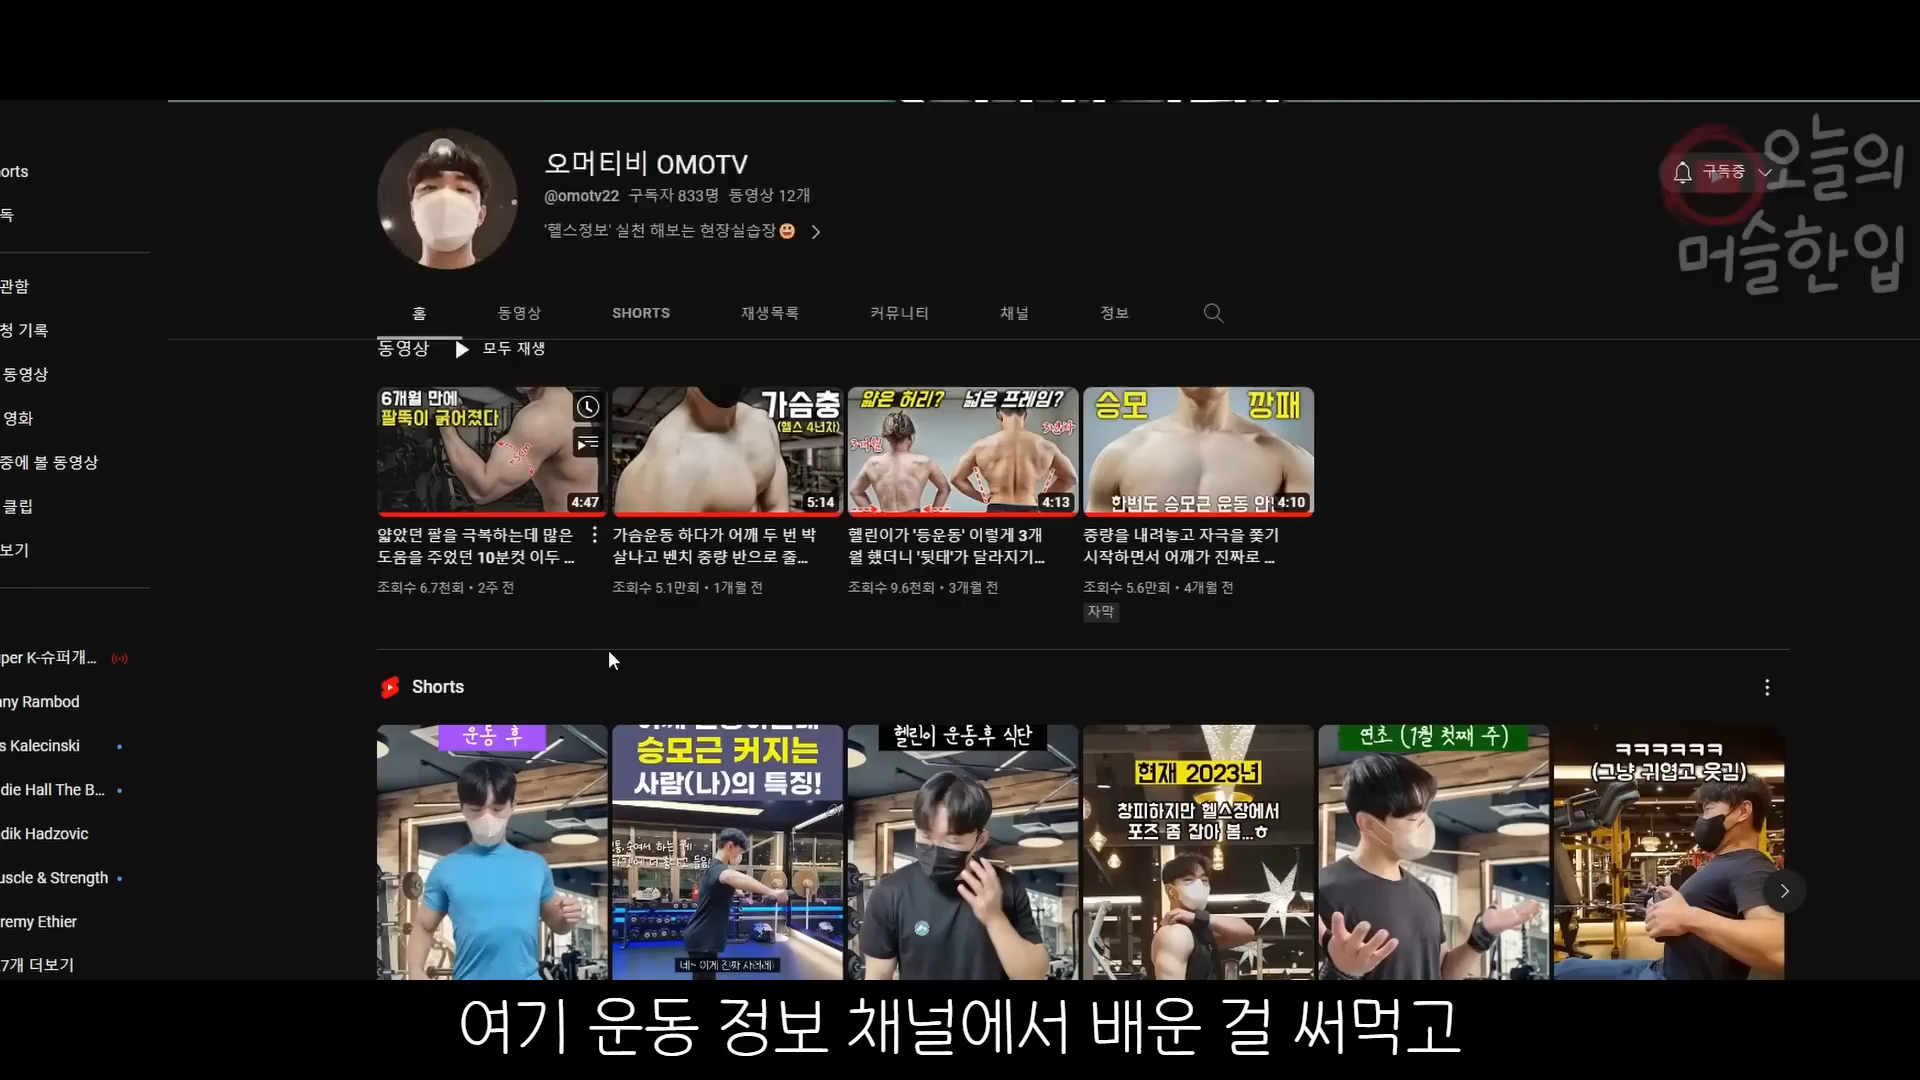 오늘의
머슬한입
오머티비 OMOTV
@omotv22 구독자 833명 동영상 12개
'헬스정보' 실천 해보는 현장실습장😃
구독중
홈 동영상 SHORTS 재생목록 커뮤니티 채널 정보
orts
독
관함
청 기록
동영상
영화
중에 볼 동영상
클립
보기
per K-슈퍼개...
ny Rambod
s Kalecinski
die Hall The B...
dik Hadzovic
uscle & Strength
remy Ethier
7개 더보기
동영상 모두 재생
6개월 만에
팔뚝이 굵어졌다
4:47
얇았던 팔을 극복하는데 많은
도움을 주었던 10분컷 이두 ...
조회수 6.7천회 • 2주 전
가슴충
(헬스 4년차)
5:14
가슴운동 하다가 어깨 두 번 박
살나고 벤치 중량 반으로 줄...
조회수 5.1만회 • 1개월 전
얇은 허리? 넓은 프레임?
3개월
3년차
4:13
헬린이가 '등운동' 이렇게 3개
월 했더니 '뒷태'가 달라지기...
조회수 9.6천회 • 3개월 전
승모 깡패
한번도 승모근 운동 안
4:10
중량을 내려놓고 자극을 쫓기
시작하면서 어깨가 진짜로 ...
조회수 5.6만회 • 4개월 전
자막
Shorts
운동 후
승모근 커지는
사람(나)의 특징!
네~ 이게 진짜 사레레
헬린이 운동후 식단
현재 2023년
창피하지만 헬스장에서
포즈 좀 잡아 봄...ㅎ
연초 (1월 첫째 주)
ㅋㅋㅋㅋㅋㅋ
(그냥 귀엽고 웃김)
여기 운동 정보 채널에서 배운 걸 써먹고